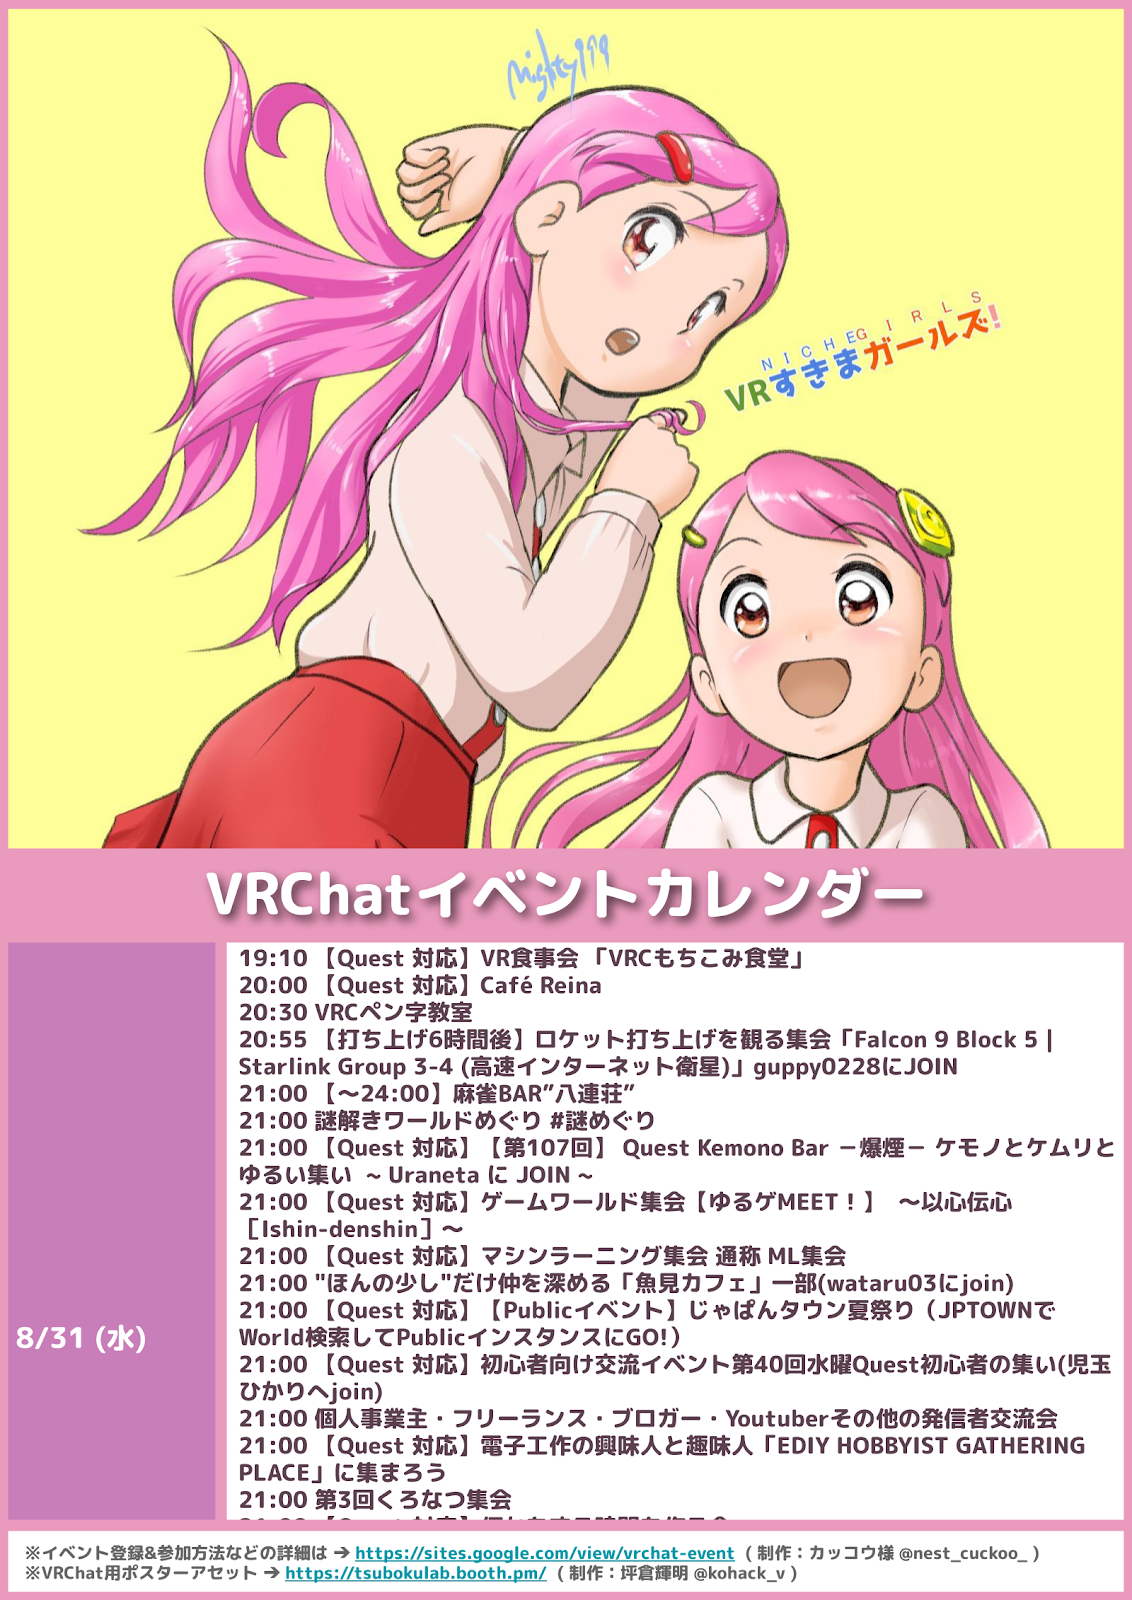 mighty199
NICHE GIRLS
VRすきまガールズ!
VRChatイベントカレンダー
8/31 (水)
19:10 【Quest 対応】VR食事会 「VRCもちこみ食堂」
20:00 【Quest 対応】Café Reina
20:30 VRCペン字教室
20:55 【打ち上げ6時間後】ロケット打ち上げを観る集会「Falcon 9 Block 5 |
Starlink Group 3-4 (高速インターネット衛星)」guppy0228にJOIN
21:00 【～24:00】麻雀BAR”八連荘”
21:00 謎解きワールドめぐり #謎めぐり
21:00 【Quest 対応】【第107回】 Quest Kemono Bar －爆煙－ ケモノとケムリと
ゆるい集い ~ Uraneta に JOIN ~
21:00 【Quest 対応】ゲームワールド集会【ゆるゲMEET！】 ～以心伝心
［Ishin-denshin］～
21:00 【Quest 対応】マシンラーニング集会 通称 ML集会
21:00 "ほんの少し"だけ仲を深める「魚見カフェ」一部(wataru03にjoin)
21:00 【Quest 対応】【Publicイベント】じゃぱんタウン夏祭り（JPTOWNで
World検索してPublicインスタンスにGO!）
21:00 【Quest 対応】初心者向け交流イベント第40回水曜Quest初心者の集い(児玉
ひかりへjoin)
21:00 個人事業主・フリーランス・ブロガー・Youtuberその他の発信者交流会
21:00 【Quest 対応】電子工作の興味人と趣味人「EDIY HOBBYIST GATHERING
PLACE」に集まろう
21:00 第3回くろなつ集会
※イベント登録&参加方法などの詳細は → https://sites.google.com/view/vrchat-event ( 制作：カッコウ様 @nest_cuckoo_ )
※VRChat用ポスターアセット → https://tsubokulab.booth.pm/ ( 制作：坪倉輝明 @kohack_v )